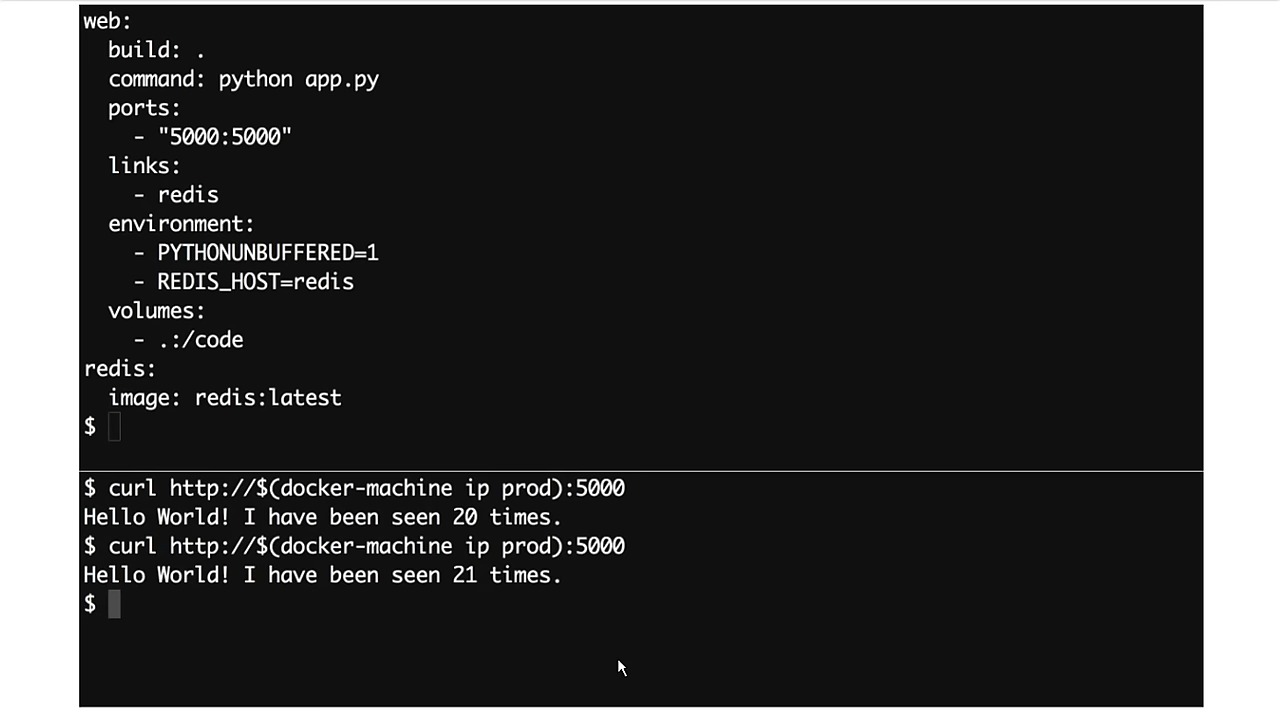 web:
  build: .
  command: python app.py
  ports:
    - "5000:5000"
  links:
    - redis
  environment:
    - PYTHONUNBUFFERED=1
    - REDIS_HOST=redis
  volumes:
    - .:/code
redis:
  image: redis:latest
$
$ curl http://$(docker-machine ip prod):5000
Hello World! I have been seen 20 times.
$ curl http://$(docker-machine ip prod):5000
Hello World! I have been seen 21 times.
$